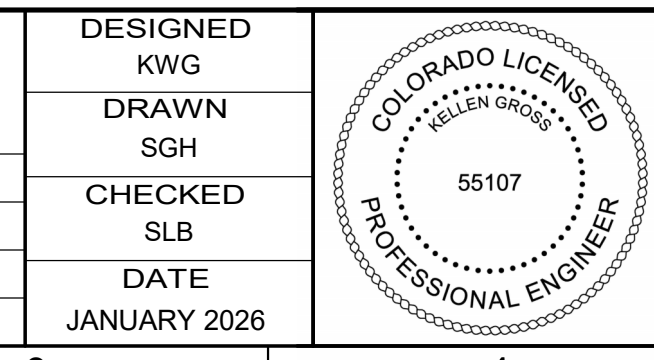 DESIGNED
KWG
DRAWN
SGH
CHECKED
SLB
DATE
JANUARY 2026
COLORADO LICENSED
KELLEN GROSS
55107
PROFESSIONAL ENGINEER